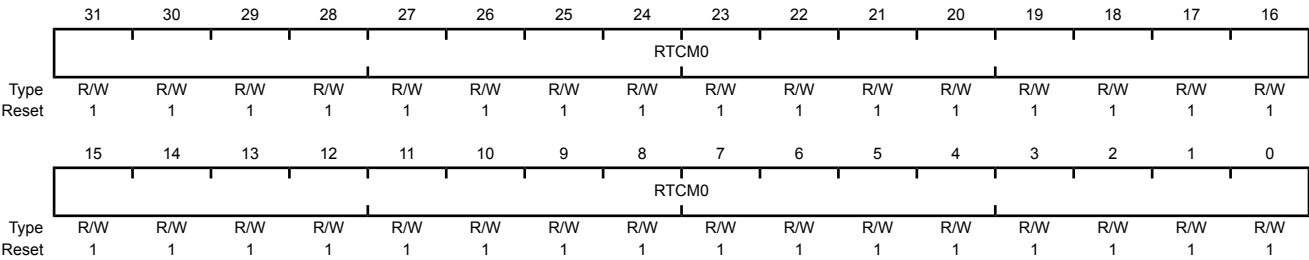 31 30 29 28 27 26 25 24 23 22 21 20 19 18 17 16
RTCM0
Type R/W R/W R/W R/W R/W R/W R/W R/W R/W R/W R/W R/W R/W R/W R/W R/W
Reset 1 1 1 1 1 1 1 1 1 1 1 1 1 1 1 1
15 14 13 12 11 10 9 8 7 6 5 4 3 2 1 0
RTCM0
Type R/W R/W R/W R/W R/W R/W R/W R/W R/W R/W R/W R/W R/W R/W R/W R/W
Reset 1 1 1 1 1 1 1 1 1 1 1 1 1 1 1 1